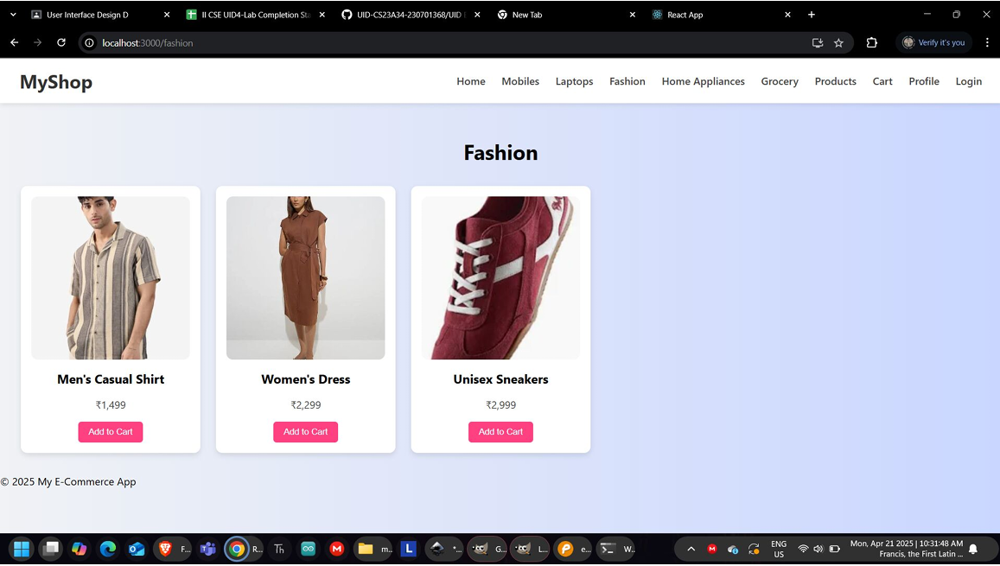 User Interface Design D
II CSE UID4-Lab Completion Sta
UID-CS23A34-230701368/UID
New Tab
React App
localhost:3000/fashion
Verify it's you
MyShop
Home Mobiles Laptops Fashion Home Appliances Grocery Products Cart Profile Login
Fashion
Men's Casual Shirt
₹1,499
Add to Cart
Women's Dress
₹2,299
Add to Cart
Unisex Sneakers
₹2,999
Add to Cart
© 2025 My E-Commerce App
F...
R...
Th
m...
L
G...
L...
e...
W...
ENG
US
Mon, Apr 21 2025 | 10:31:48 AM
Francis, the First Latin ...